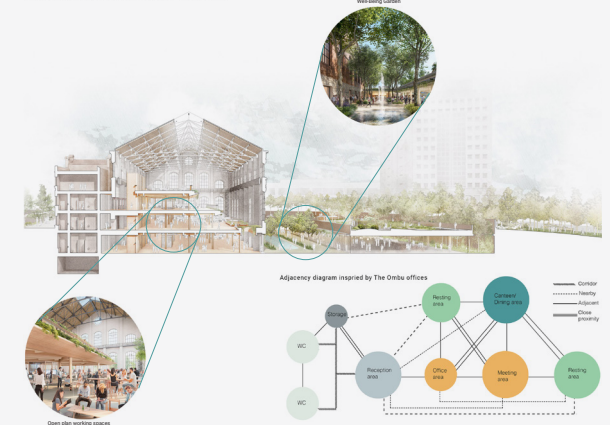 Well-Being Garden
Adjacency diagram inspried by The Ombu offices
Resting
area
Canteen/
Dining area
Corridor
Nearby
Adjacent
Close
proximity
Storage
WC
Reception
area
Office
area
Meeting
area
Resting
area
WC
Open plan working spaces